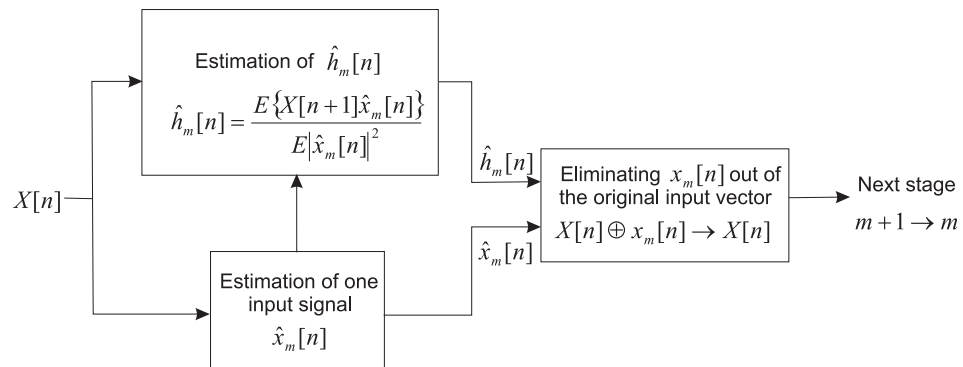 X[n]
Estimation of ĥ_m[n]
ĥ_m[n] = E{X[n+1]x̂_m[n]} / E|x̂_m[n]|²
Estimation of one
input signal
x̂_m[n]
ĥ_m[n]
x̂_m[n]
Eliminating x_m[n] out of
the original input vector
X[n] ⊕ x_m[n] → X[n]
Next stage
m+1 → m